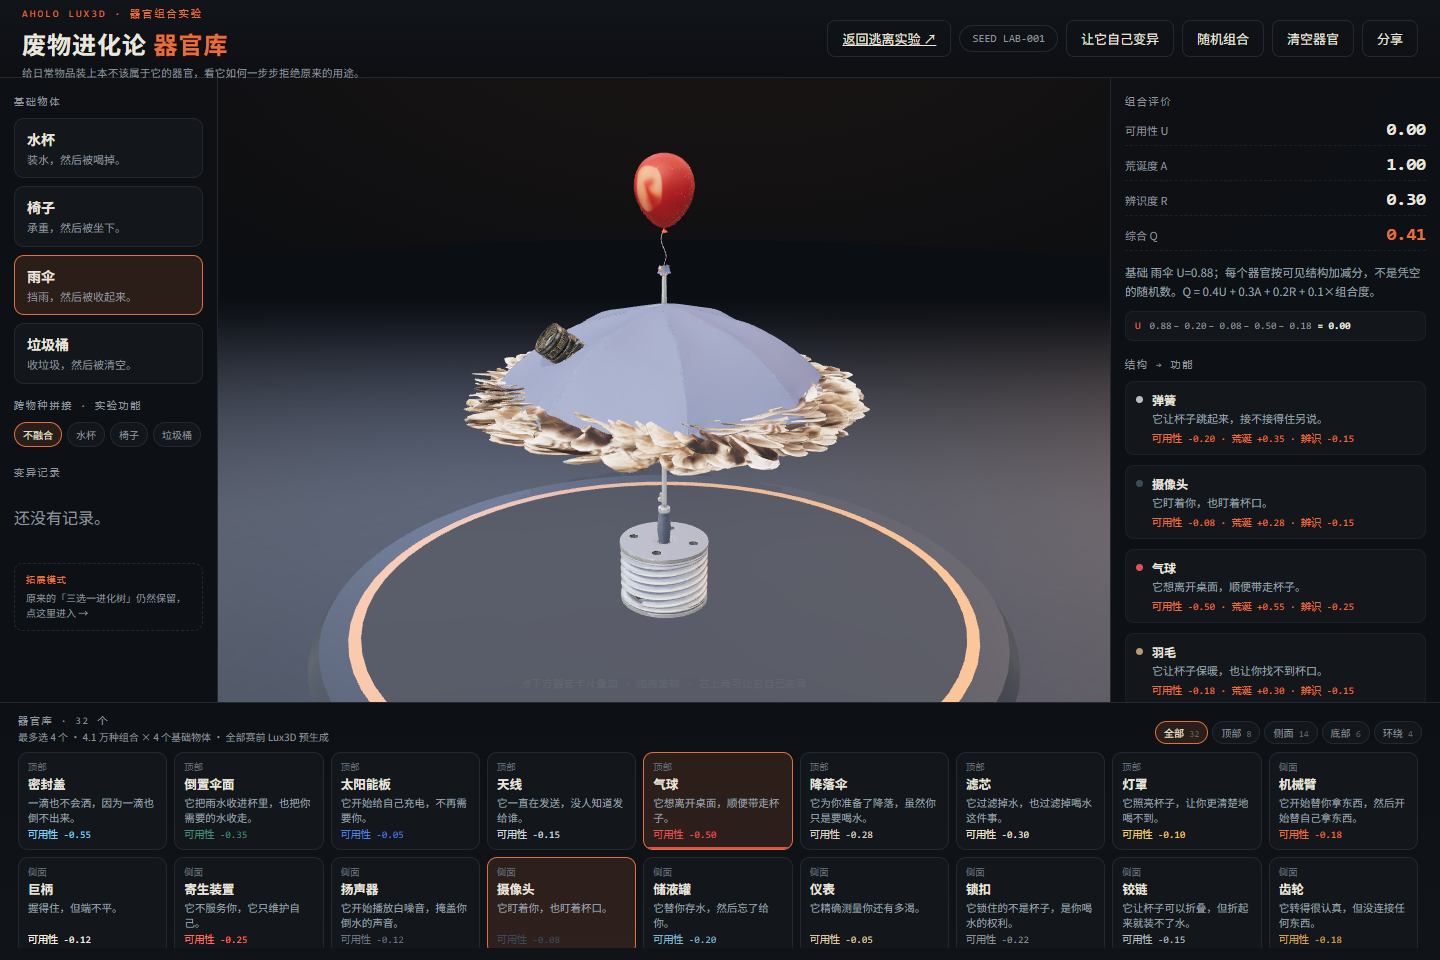 AHOLO LUX3D · 器官组合实验
废物进化论 器官库
给日常物品装上本不该属于它的器官，看它如何一步步拒绝原来的用途。
返回逃离实验 ↗
SEED LAB-001
让它自己变异
随机组合
清空器官
分享
基础物体
水杯
装水，然后被喝掉。
椅子
承重，然后被坐下。
雨伞
挡雨，然后被收起来。
垃圾桶
收垃圾，然后被清空。
跨物种拼接 · 实验功能
不融合
水杯
椅子
垃圾桶
变异记录
还没有记录。
拓展模式
原来的「三选一进化树」仍然保留，
点这里进入 →
组合评价
可用性 U
0.00
荒诞度 A
1.00
辨识度 R
0.30
综合 Q
0.41
基础 雨伞 U=0.88；每个器官按可见结构加减分，不是凭空
的随机数。Q = 0.4U + 0.3A + 0.2R + 0.1×组合度。
U 0.88 − 0.20 − 0.08 − 0.50 − 0.18 = 0.00
结构 → 功能
弹簧
它让杯子跳起来，接不接得住另说。
可用性 -0.20 · 荒诞 +0.35 · 辨识 -0.15
摄像头
它盯着你，也盯着杯口。
可用性 -0.08 · 荒诞 +0.28 · 辨识 -0.15
气球
它想离开桌面，顺便带走杯子。
可用性 -0.50 · 荒诞 +0.55 · 辨识 -0.25
羽毛
它让杯子保暖，也让你找不到杯口。
可用性 -0.18 · 荒诞 +0.30 · 辨识 -0.15
器官库 · 32 个
最多选 4 个 · 4.1 万种组合 × 4 个基础物体 · 全部赛前 Lux3D 预生成
全部 32
顶部 8
侧面 14
底部 6
环绕 4
顶部
密封盖
一滴也不会洒，因为一滴也
倒不出来。
可用性 -0.55
顶部
倒置伞面
它把雨水收进杯里，也把你
需要的水收走。
可用性 -0.35
顶部
太阳能板
它开始给自己充电，不再需
要你。
可用性 -0.05
顶部
天线
它一直在发送，没人知道发
给谁。
可用性 -0.15
顶部
气球
它想离开桌面，顺便带走杯
子。
可用性 -0.50
顶部
降落伞
它为你准备了降落，虽然你
只是要喝水。
可用性 -0.28
顶部
滤芯
它过滤掉水，也过滤掉喝水
这件事。
可用性 -0.30
顶部
灯罩
它照亮杯子，让你更清楚地
喝不到。
可用性 -0.10
侧面
机械臂
它开始替你拿东西，然后开
始替自己拿东西。
可用性 -0.18
侧面
巨柄
握得住，但端不平。
可用性 -0.12
侧面
寄生装置
它不服务你，它只维护自
己。
可用性 -0.25
侧面
扬声器
它开始播放白噪音，掩盖你
倒水的声音。
可用性 -0.12
侧面
摄像头
它盯着你，也盯着杯口。
可用性 -0.08
侧面
储液罐
它替你存水，然后忘了给
你。
可用性 -0.20
侧面
仪表
它精确测量你还有多渴。
可用性 -0.05
侧面
锁扣
它锁住的不是杯子，是你喝
水的权利。
可用性 -0.22
侧面
铰链
它让杯子可以折叠，但折起
来就装不了水。
可用性 -0.15
侧面
齿轮
它转得很认真，但没连接任
何东西。
可用性 -0.18